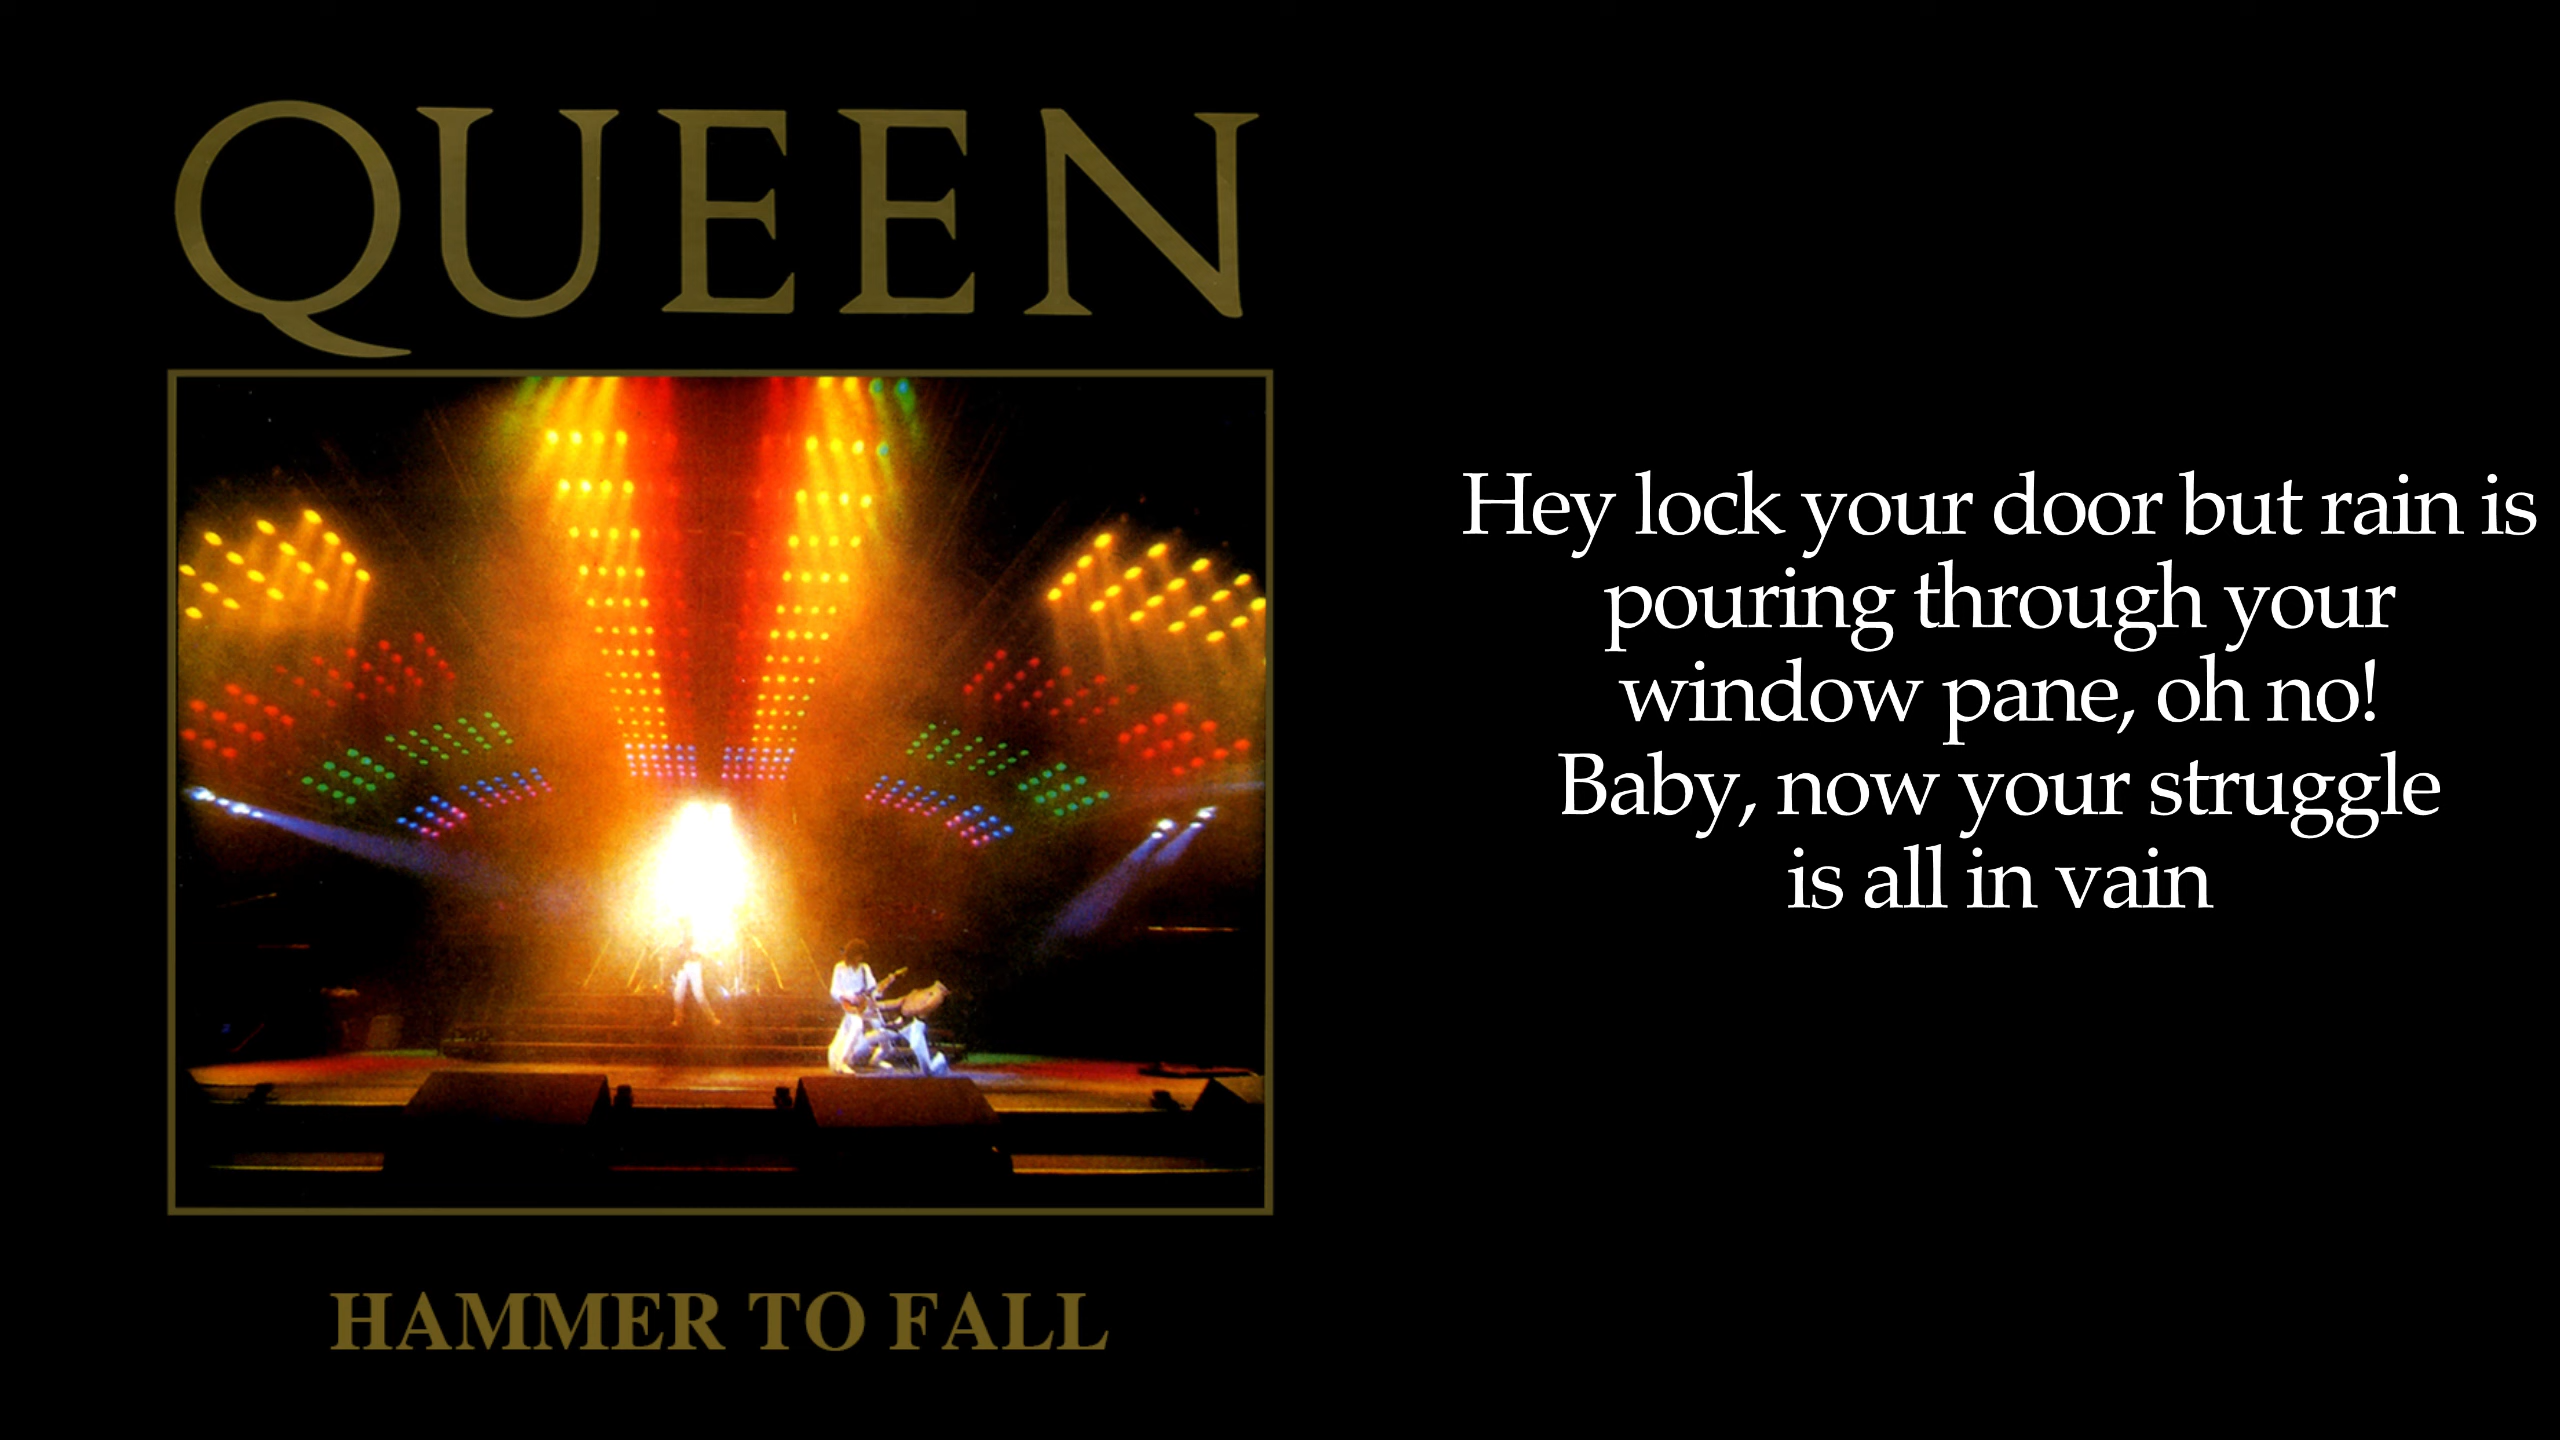 QUEEN
HAMMER TO FALL
Hey lock your door but rain is
pouring through your
window pane, oh no!
Baby, now your struggle
is all in vain